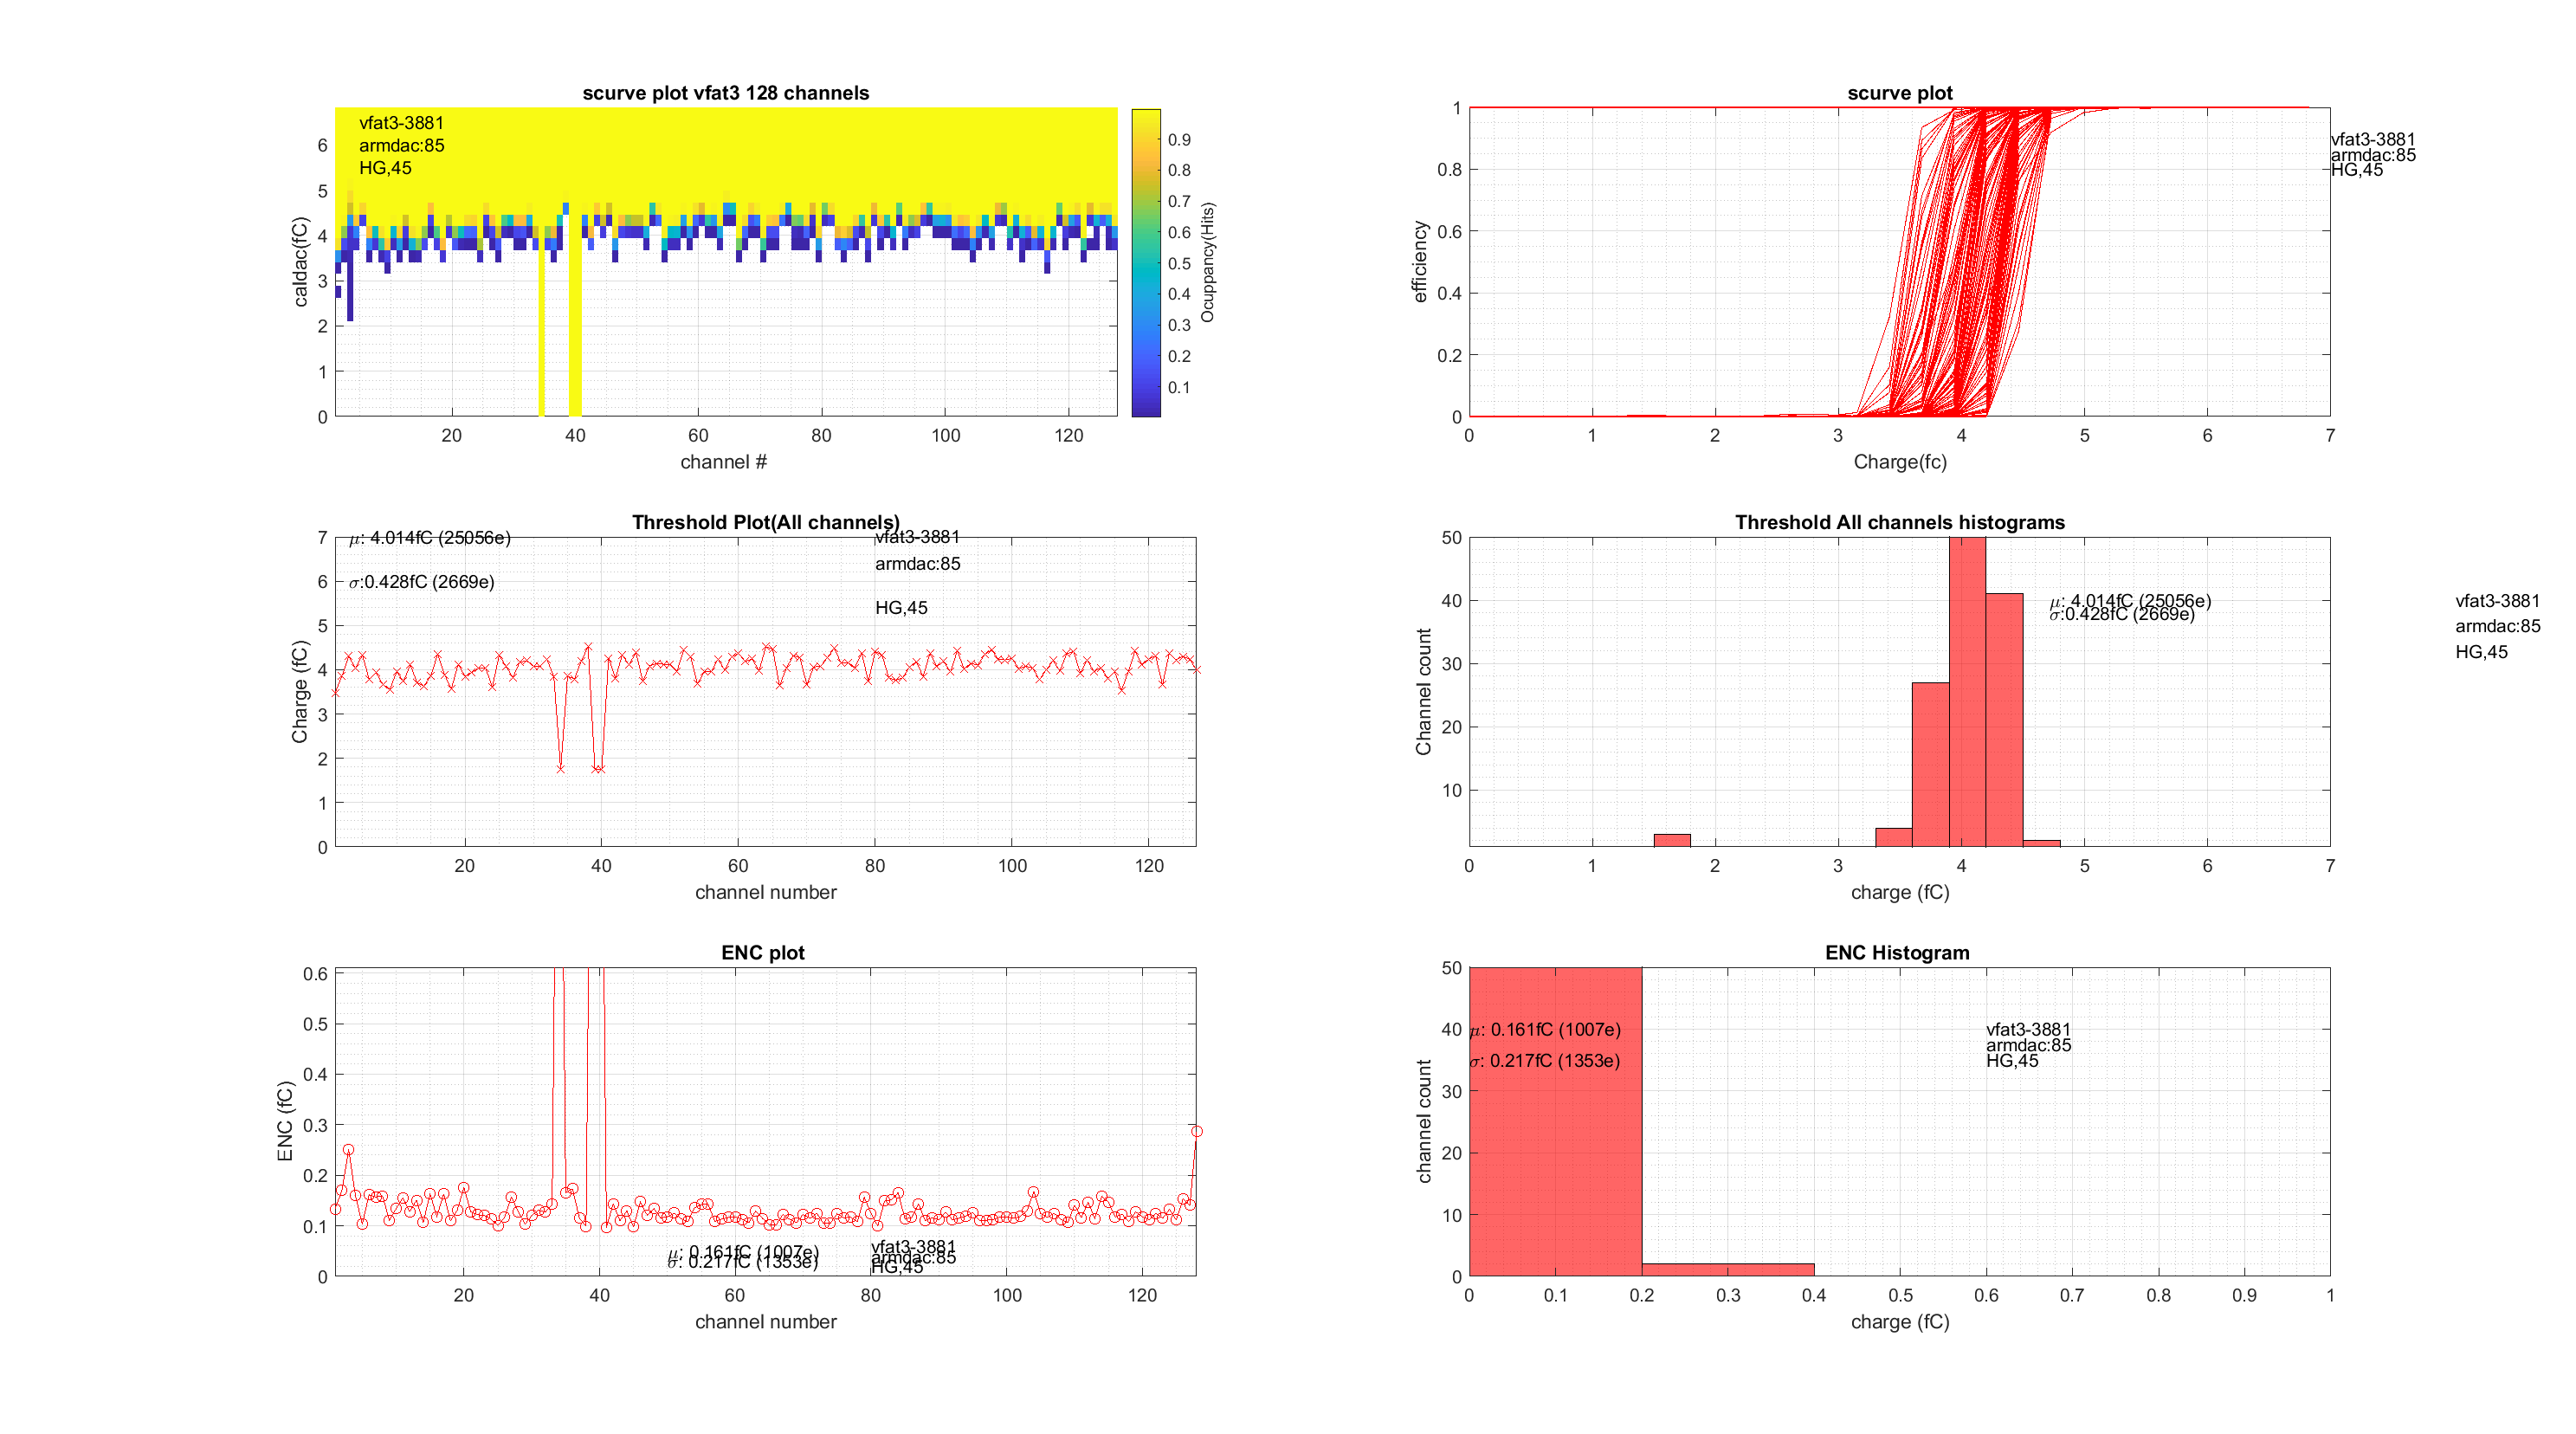 scurve plot vfat3 128 channels
vfat3-3881
armdac:85
HG,45
6
5
4
3
2
1
0
caldac(fC)
20
40
60
80
100
120
channel #
0.9
0.8
0.7
0.6
0.5
0.4
0.3
0.2
0.1
Ocuppancy(Hits)
scurve plot
1
0.8
0.6
0.4
0.2
0
efficiency
0
1
2
3
4
5
6
7
Charge(fc)
vfat3-3881
armdac:85
HG,45
Threshold Plot(All channels)
μ: 4.014fC (25056e)
σ:0.428fC (2669e)
vfat3-3881
armdac:85
HG,45
7
6
5
4
3
2
1
0
Charge (fC)
20
40
60
80
100
120
channel number
Threshold All channels histograms
50
40
30
20
10
Channel count
μ: 4.014fC (25056e)
σ:0.428fC (2669e)
vfat3-3881
armdac:85
HG,45
0
1
2
3
4
5
6
7
charge (fC)
ENC plot
0.6
0.5
0.4
0.3
0.2
0.1
0
ENC (fC)
μ: 0.161fC (1007e)
σ: 0.217fC (1353e)
vfat3-3881
armdac:85
HG,45
20
40
60
80
100
120
channel number
ENC Histogram
50
40
30
20
10
0
channel count
μ: 0.161fC (1007e)
σ: 0.217fC (1353e)
vfat3-3881
armdac:85
HG,45
0
0.1
0.2
0.3
0.4
0.5
0.6
0.7
0.8
0.9
1
charge (fC)